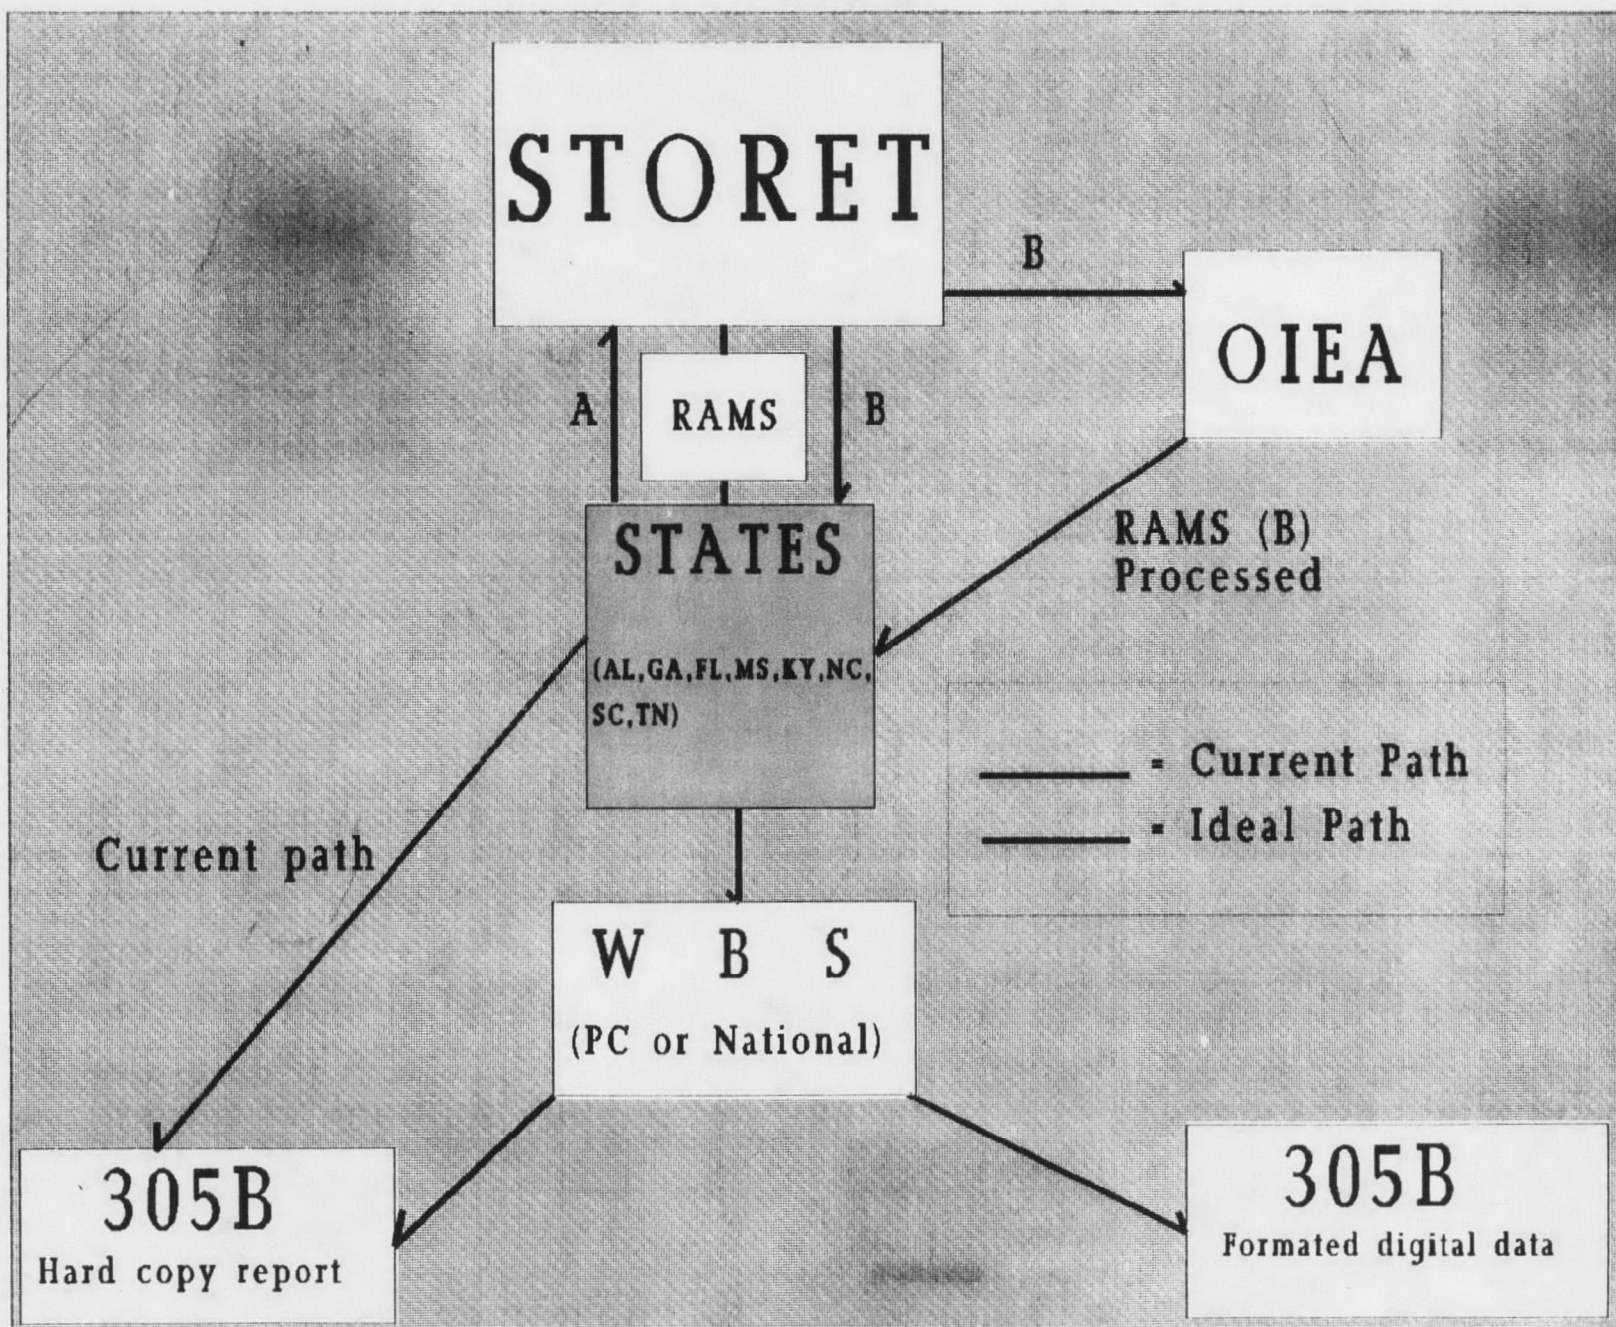 STORET
B
OIEA
A
RAMS
B
STATES
RAMS (B)
Processed
(AL,GA,FL,MS,KY,NC,
SC,TN)
= Current Path
= Ideal Path
Current path
W B S
(PC or National)
305B
Hard copy report
305B
Formated digital data